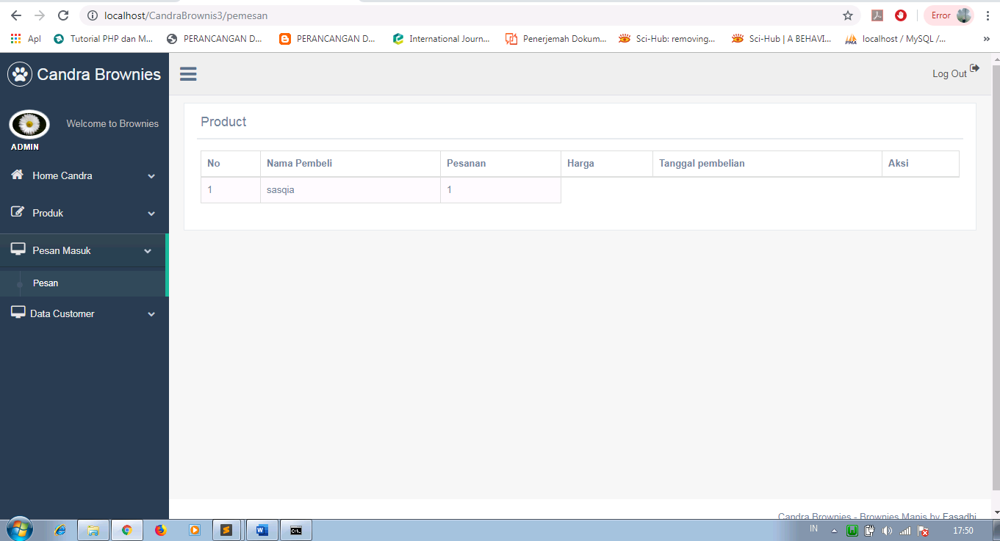 localhost/CandraBrownis3/pemesan
Error
Apl
Tutorial PHP dan M...
PERANCANGAN D...
PERANCANGAN D...
International Journ...
Penerjemah Dokum...
Sci-Hub: removing...
Sci-Hub | A BEHAVI...
localhost / MySQL /...
»
Candra Brownies
Log Out
Welcome to Brownies
ADMIN
Home Candra
Produk
Pesan Masuk
Pesan
Data Customer
Product
No Nama Pembeli Pesanan Harga Tanggal pembelian Aksi
1 sasqia 1
Candra Brownies - Brownies Manis by Fasadhi
IN
17:50